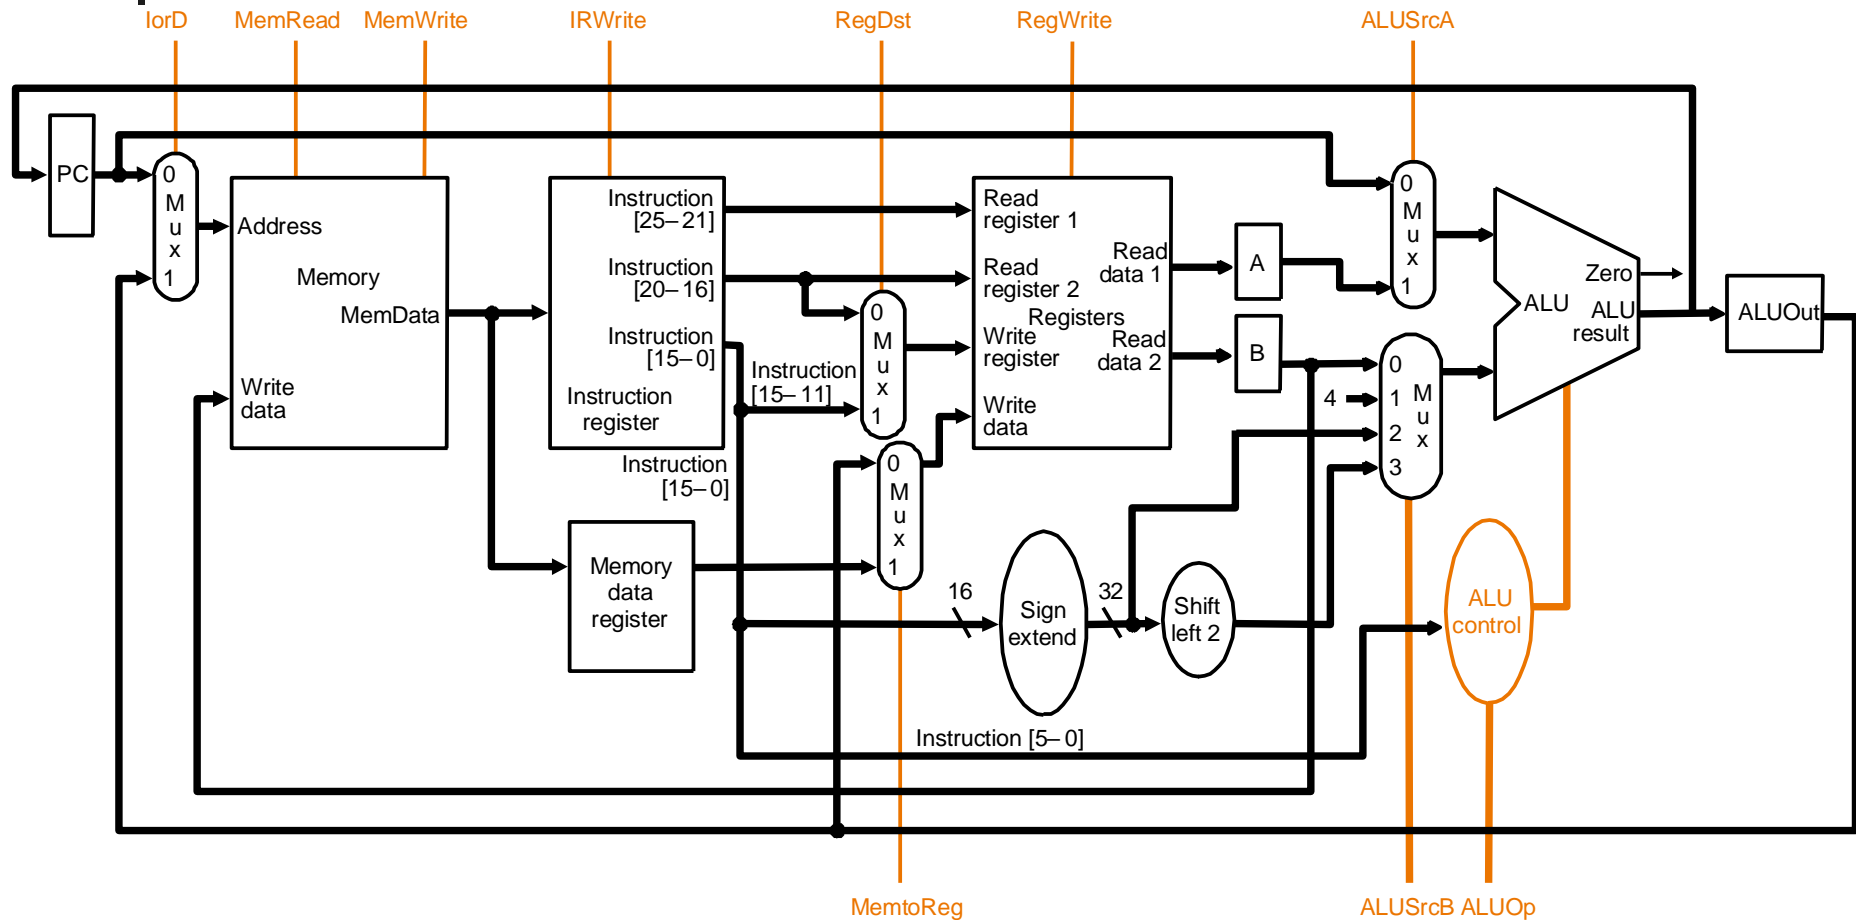 IorD MemRead MemWrite IRWrite RegDst RegWrite ALUSrcA
PC
0
M
u
x
1
Address
Memory
MemData
Write
data
Instruction
[25–21]
Instruction
[20–16]
Instruction
[15–0]
Instruction
register
Instruction
[15–11]
Instruction
[15–0]
Memory
data
register
0
M
u
x
1
0
M
u
x
1
Read
register 1
Read
register 2
Registers
Write
register
Write
data
Read
data 1
Read
data 2
A
B
4
0
M
u
x
1
0
1
2
3
M
u
x
Zero
ALU
ALU
result
ALUOut
16
Sign
extend
32
Shift
left 2
ALU
control
Instruction [5–0]
MemtoReg ALUSrcB ALUOp